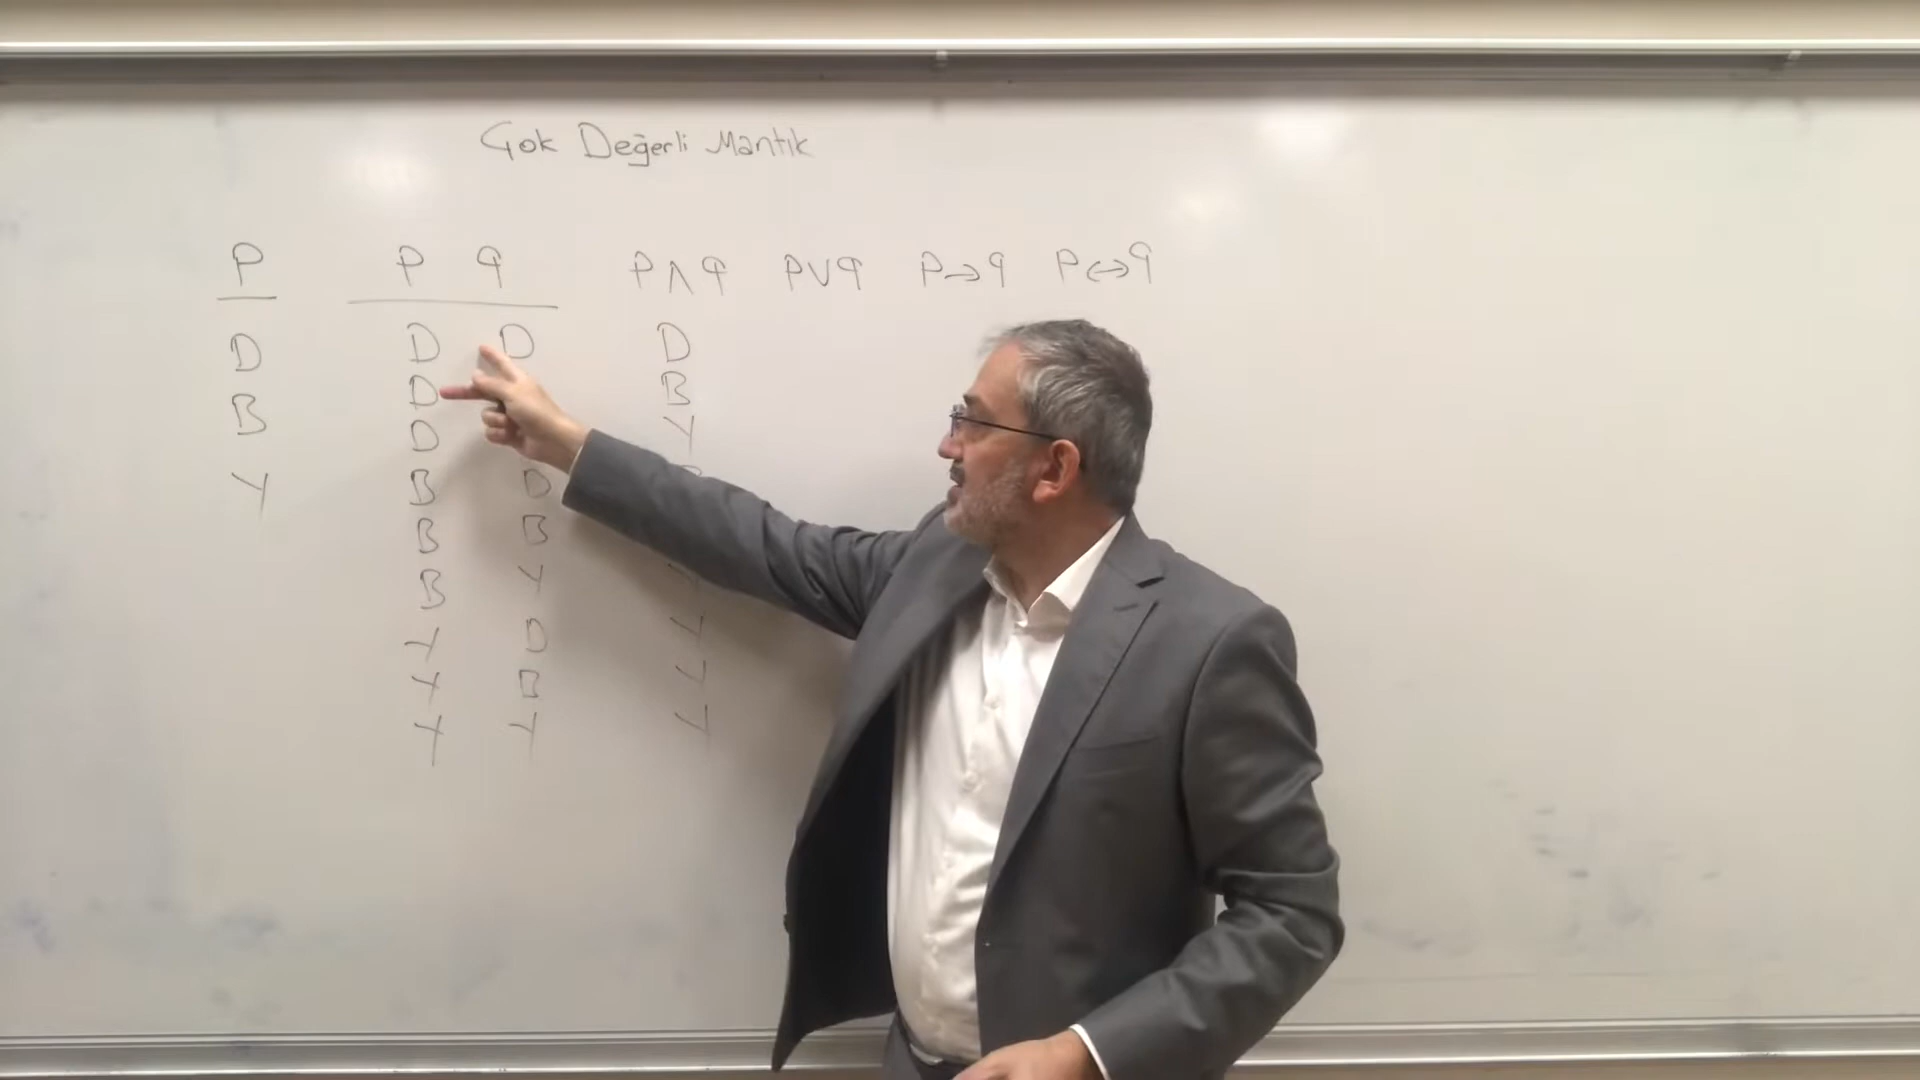 Çok Değerli Mantık
P P q P∧q P∨q P→q P↔q
D D D D
D B
B D Y
B D
Y B B
B Y
Y D Y
Y B Y
Y Y Y